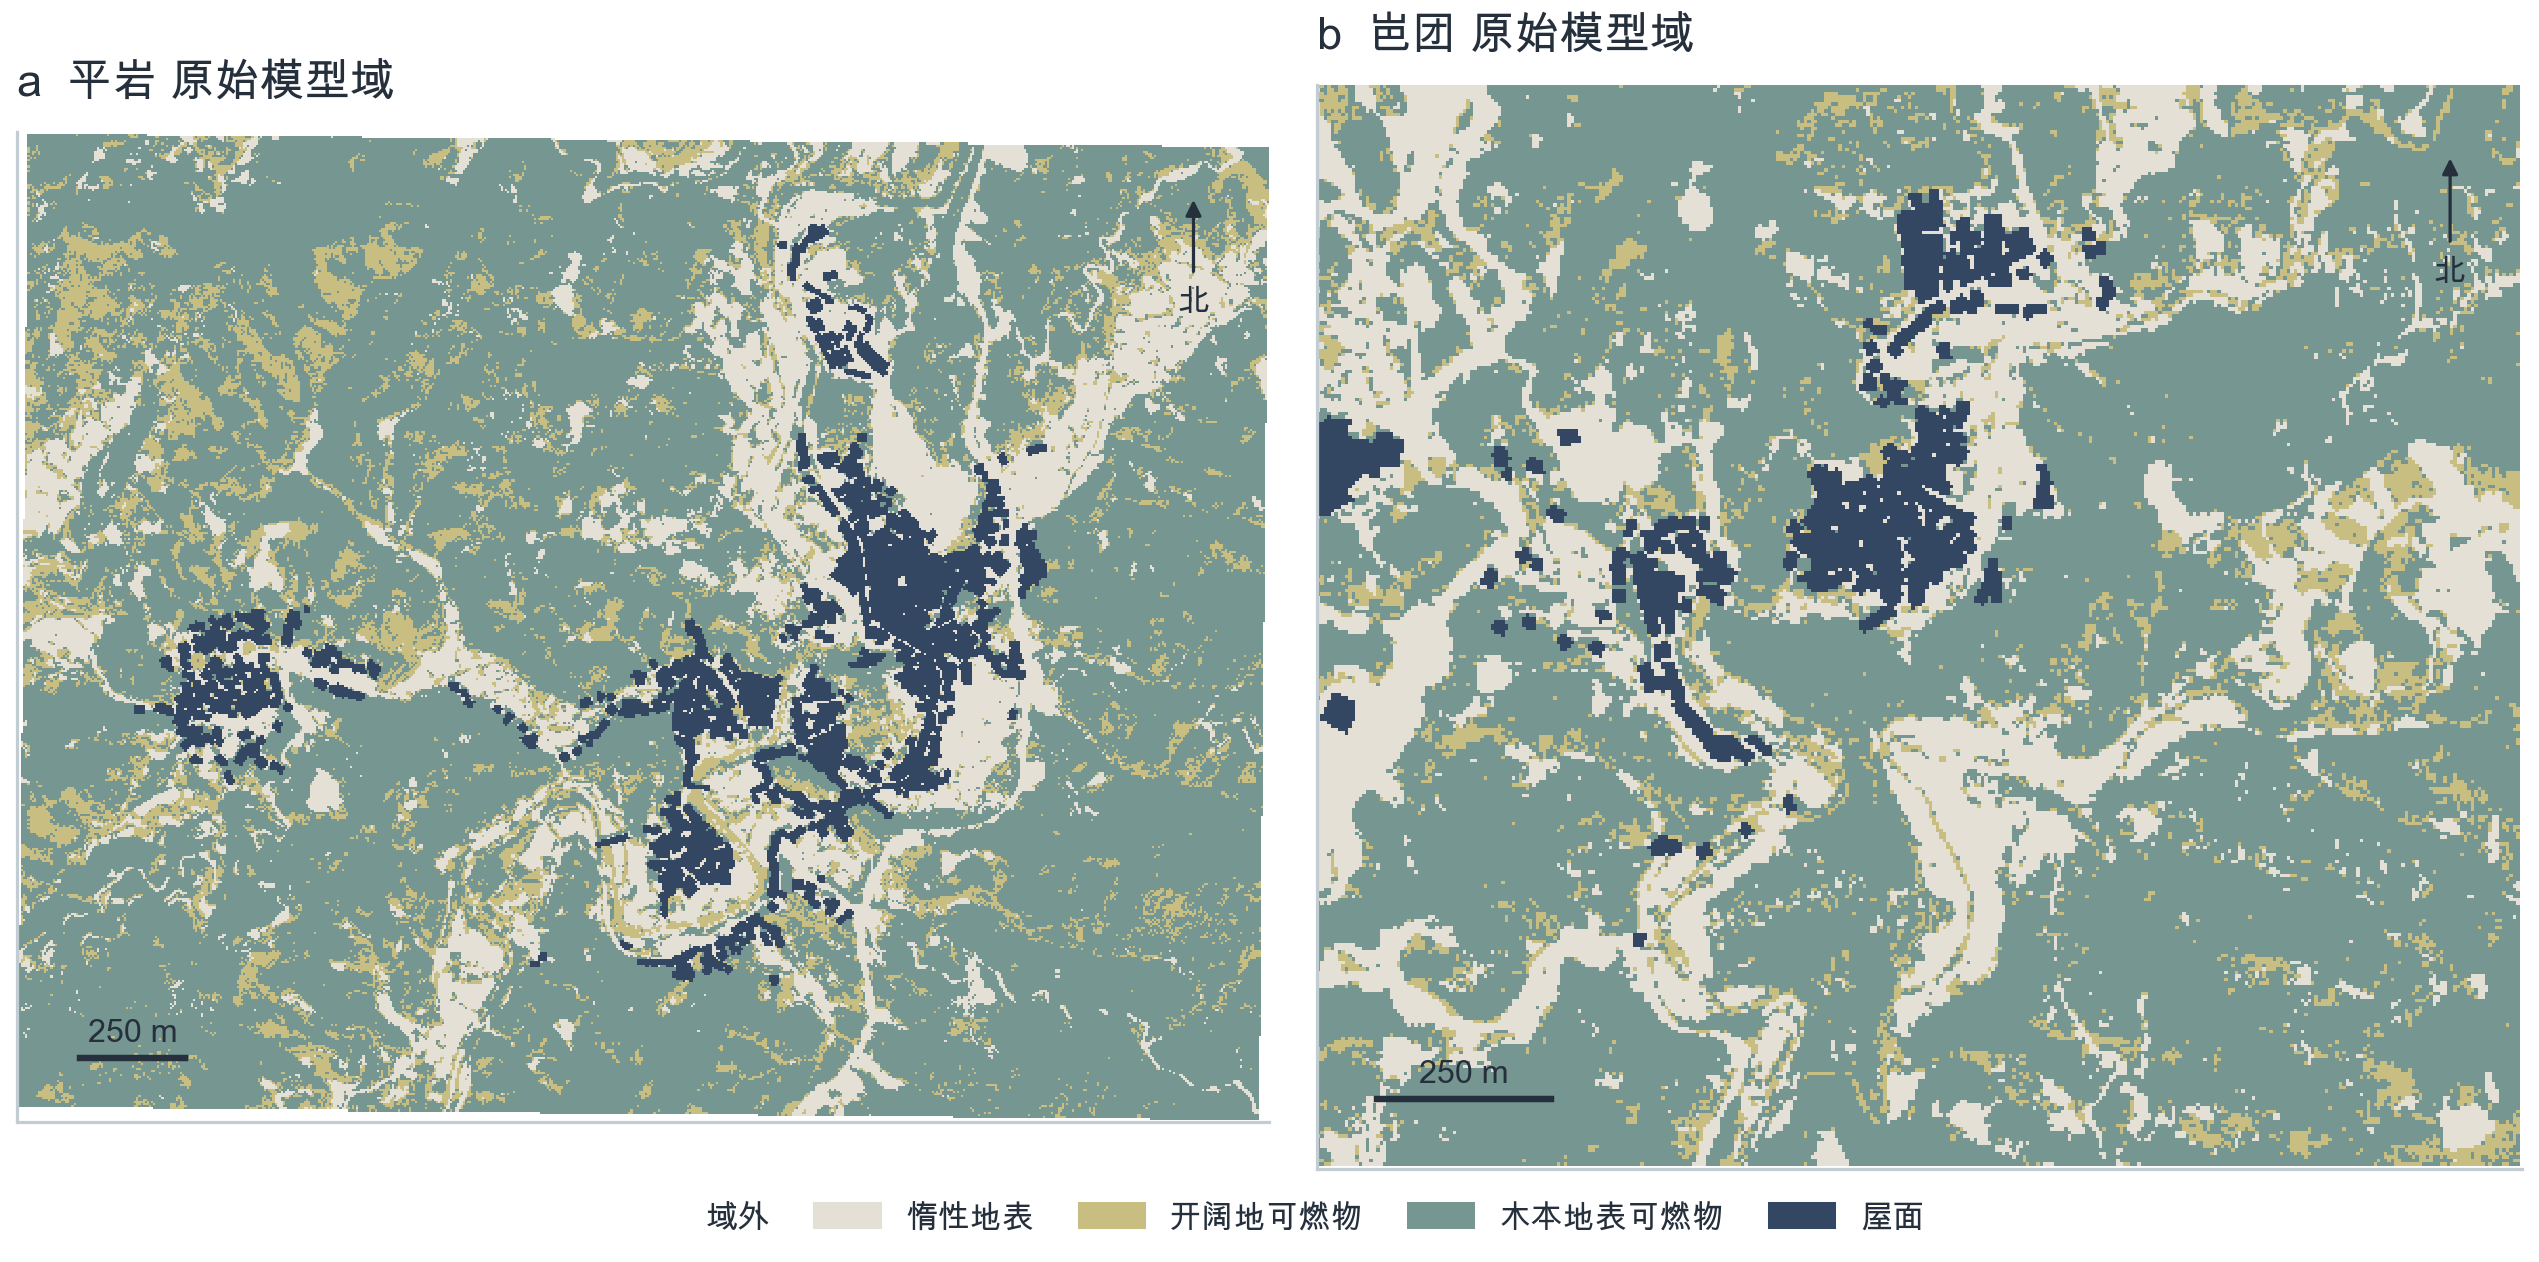 a 平岩 原始模型域
北
250 m
b 岜团 原始模型域
北
250 m
域外 惰性地表 开阔地可燃物 木本地表可燃物 屋面